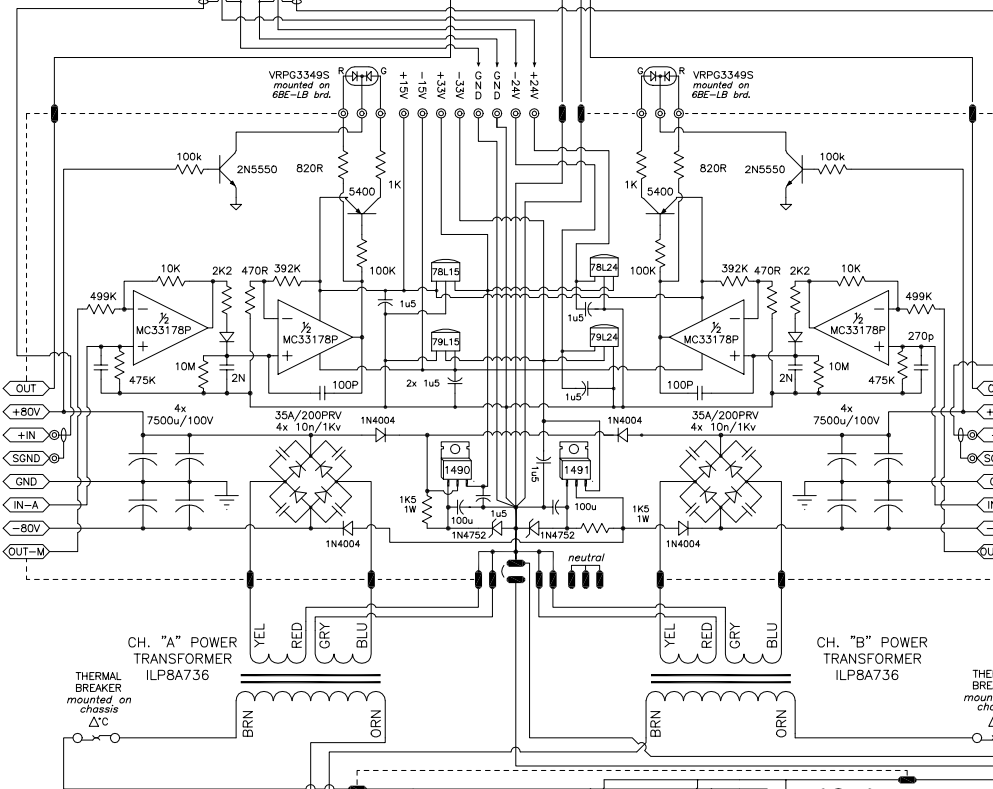 VRPG3349S
mounted on
6BE-LB brd.
R
G
+15V
-15V
+33V
-33V
GND
GND
-24V
+24V
G
R
VRPG3349S
mounted on
6BE-LB brd.
100k
2N5550
820R
1K
5400
1K
5400
820R
2N5550
100k
10K
2K2
470R
392K
100K
78L15
78L24
100K
392K
470R
2K2
10K
499K
1u5
1u5
499K
½
MC33178P
½
MC33178P
79L15
79L24
½
MC33178P
½
MC33178P
270p
475K
10M
2N
100P
2x 1u5
1u5
100P
2N
10M
475K
OUT
+80V
+IN
SGND
GND
IN-A
-80V
OUT-M
4x
7500u/100V
35A/200PRV
4x 10n/1Kv
1N4004
1N4004
35A/200PRV
4x 10n/1Kv
4x
7500u/100V
1490
1u5
1491
1K5
1W
100u
1u5
100u
1K5
1W
1N4004
1N4752
1N4752
1N4004
neutral
YEL
RED
GRY
BLU
YEL
RED
GRY
BLU
CH. "A" POWER
TRANSFORMER
ILP8A736
CH. "B" POWER
TRANSFORMER
ILP8A736
THERMAL
BREAKER
mounted on
chassis
△°C
BRN
ORN
BRN
ORN